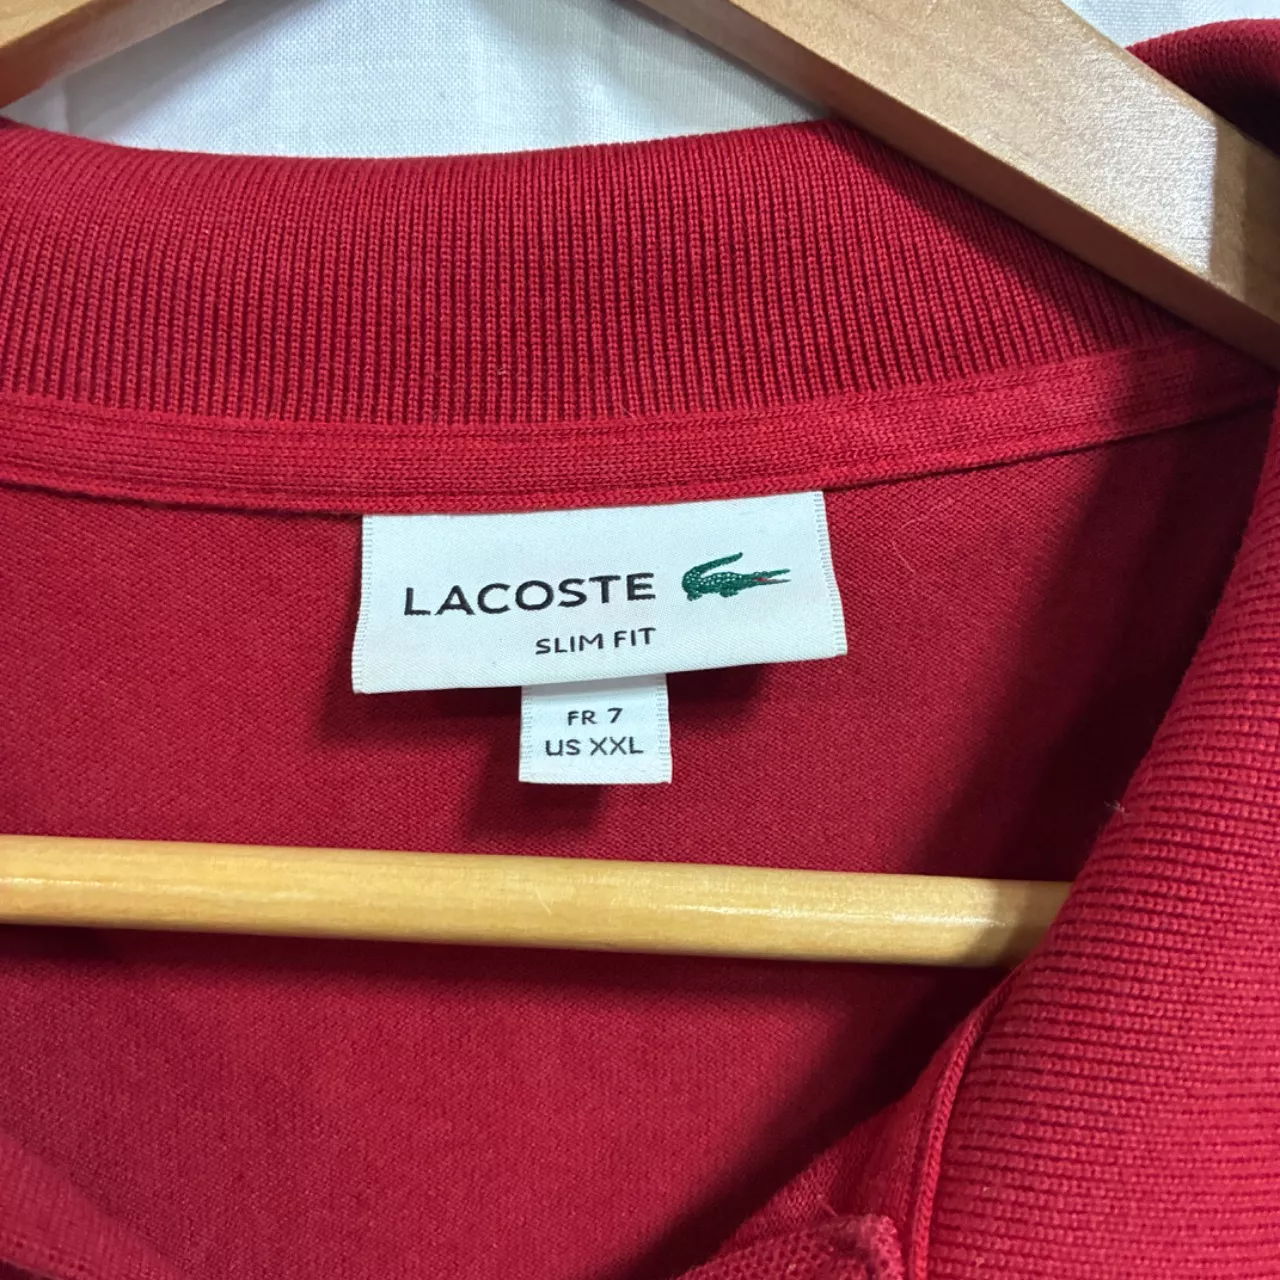 LACOSTE
SLIM FIT
FR 7
US XXL